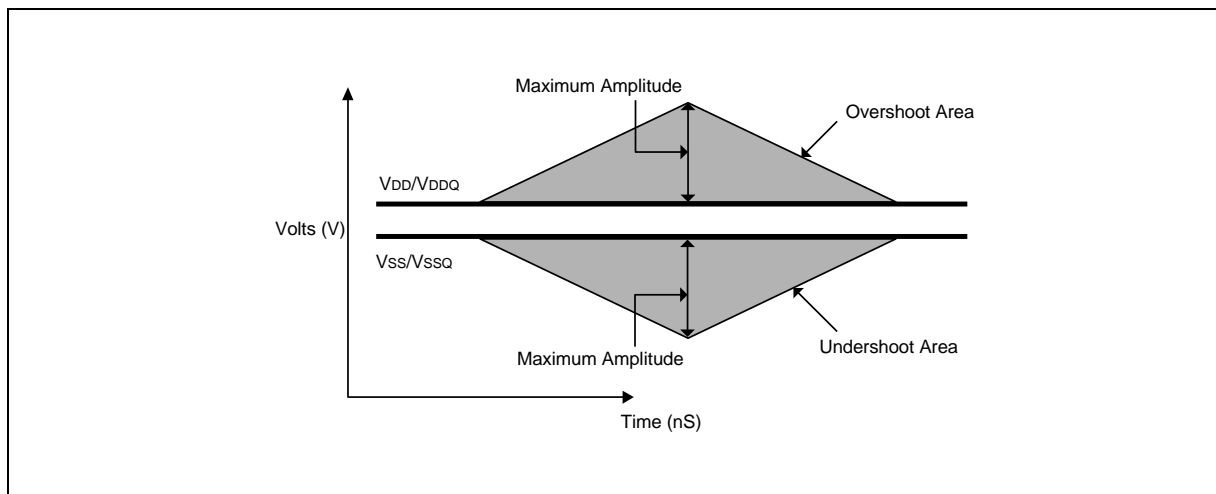 Maximum Amplitude
Overshoot Area
VDD/VDDQ
Volts (V)
VSS/VSSQ
Undershoot Area
Maximum Amplitude
Time (nS)